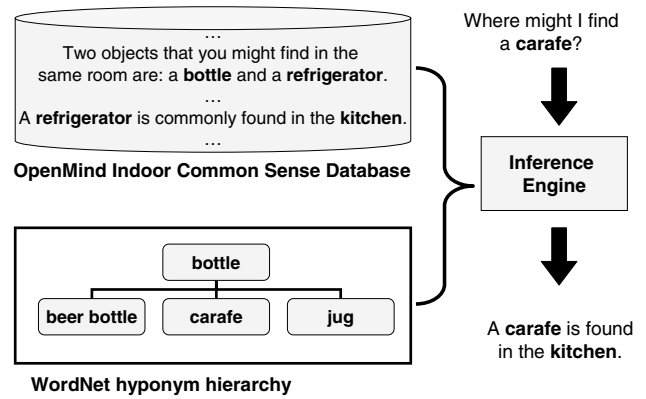 …
Two objects that you might find in the
same room are: a bottle and a refrigerator.
…
A refrigerator is commonly found in the kitchen.
…
OpenMind Indoor Common Sense Database
bottle
beer bottle
carafe
jug
WordNet hyponym hierarchy
Where might I find
a carafe?
Inference
Engine
A carafe is found
in the kitchen.